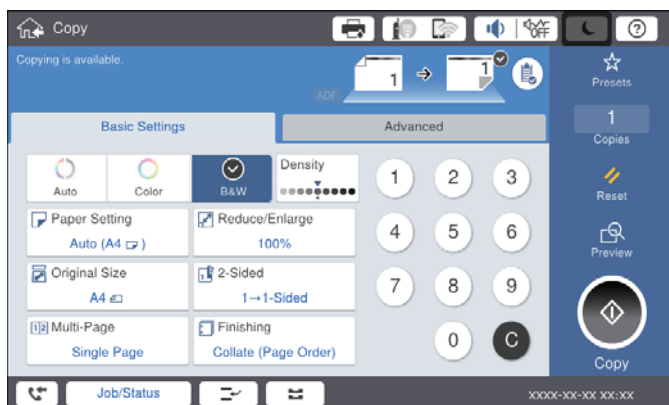 Copy
OFF
?
Copying is available.
ADF
1
1
Presets
1
Copies
Reset
Preview
Copy
Basic Settings
Advanced
Auto
Color
B&W
Density
Paper Setting
Auto (A4)
Reduce/Enlarge
100%
Original Size
A4
2-Sided
1→1-Sided
12 Multi-Page
Single Page
Finishing
Collate (Page Order)
1 2 3
4 5 6
7 8 9
0 C
Job/Status
xxxx-xx-xx xx:xx